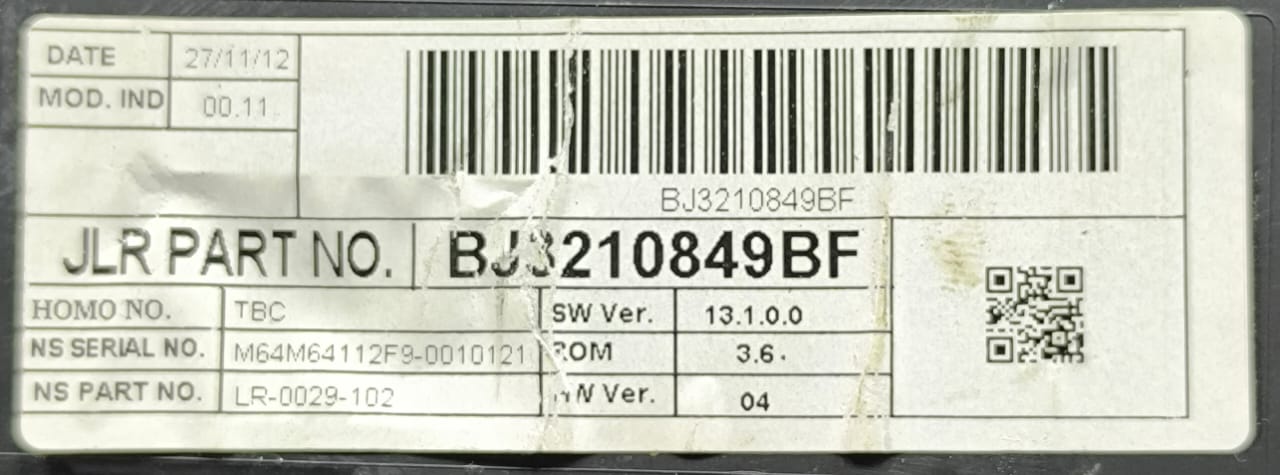 DATE 27/11/12
MOD. IND 00.11
BJ3210849BF
JLR PART NO. BJ3210849BF
HOMO NO. TBC SW Ver. 13.1.0.0
NS SERIAL NO. M64M64112F9-0010121 ROM 3.6.
NS PART NO. LR-0029-102 HW Ver. 04